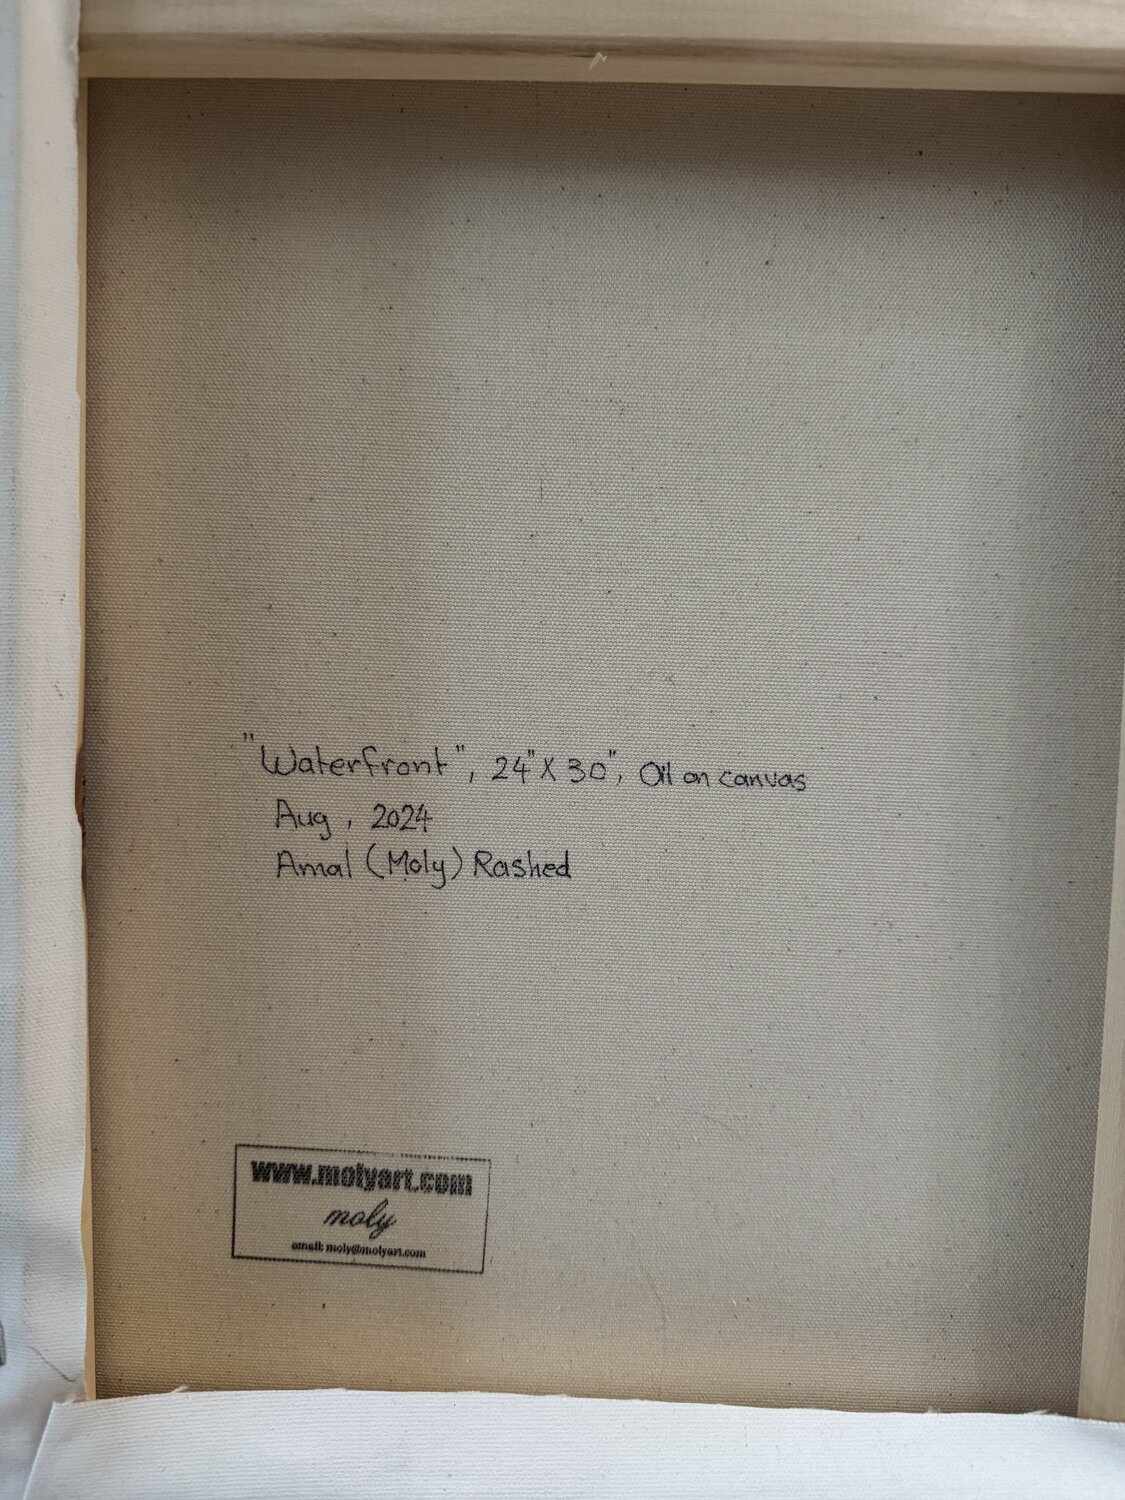 "Waterfront", 24"X 30", Oil on canvas
Aug, 2024
Amal (Moly) Rashed
www.molyart.com
moly
email: moly@molyart.com